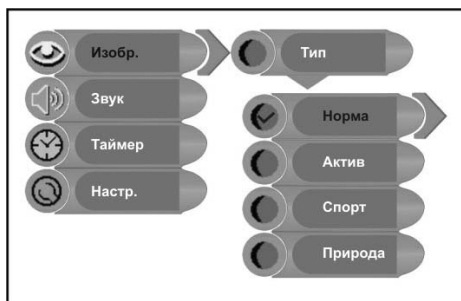 Изобр.
Звук
Таймер
Настр.
Тип
Норма
Актив
Спорт
Природа